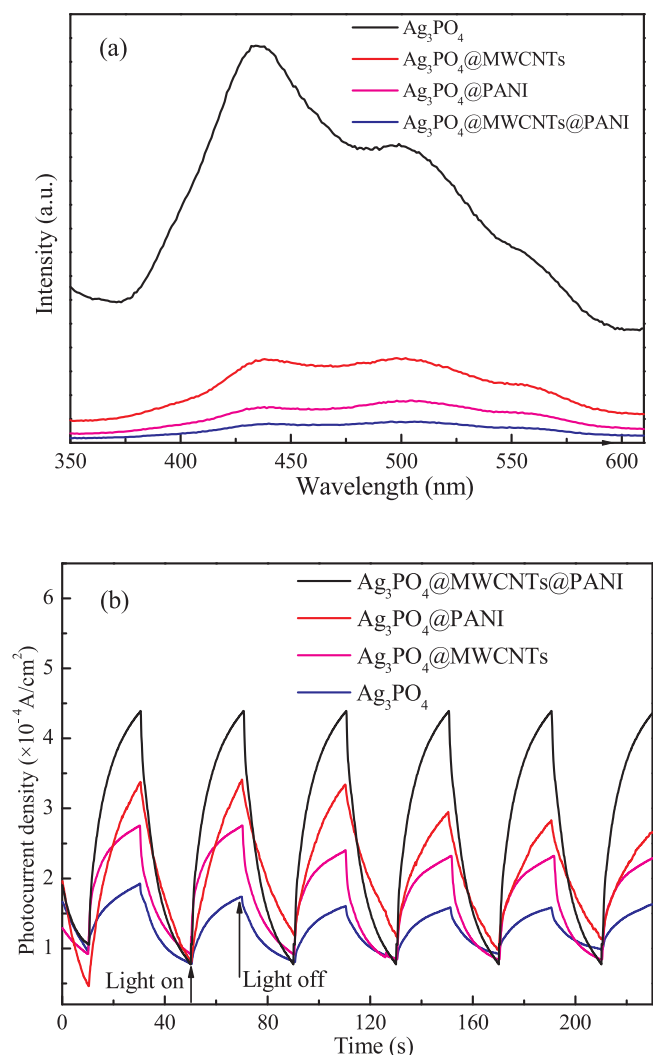 (a)
Ag₃PO₄
Ag₃PO₄@MWCNTs
Ag₃PO₄@PANI
Ag₃PO₄@MWCNTs@PANI
Intensity (a.u.)
350 400 450 500 550 600
Wavelength (nm)
(b)
Ag₃PO₄@MWCNTs@PANI
Ag₃PO₄@PANI
Ag₃PO₄@MWCNTs
Ag₃PO₄
Photocurrent density (×10⁻⁴A/cm²)
6
5
4
3
2
1
Light on
Light off
0 40 80 120 160 200
Time (s)